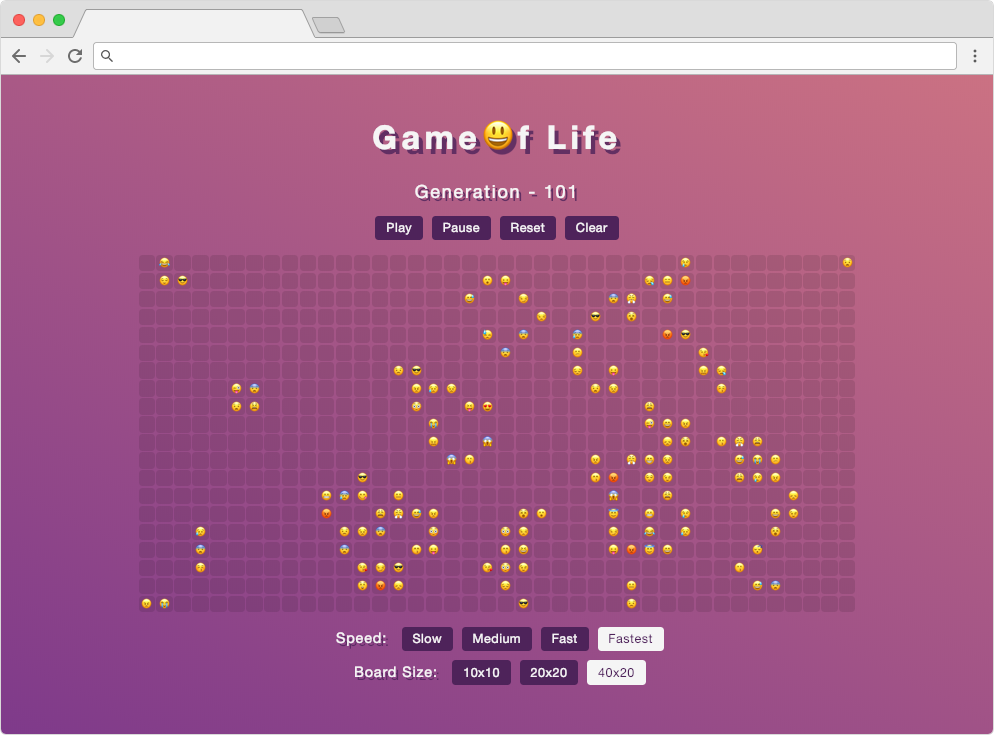 Game😃f Life
Generation - 101
Play Pause Reset Clear
Speed: Slow Medium Fast Fastest
Board Size: 10x10 20x20 40x20